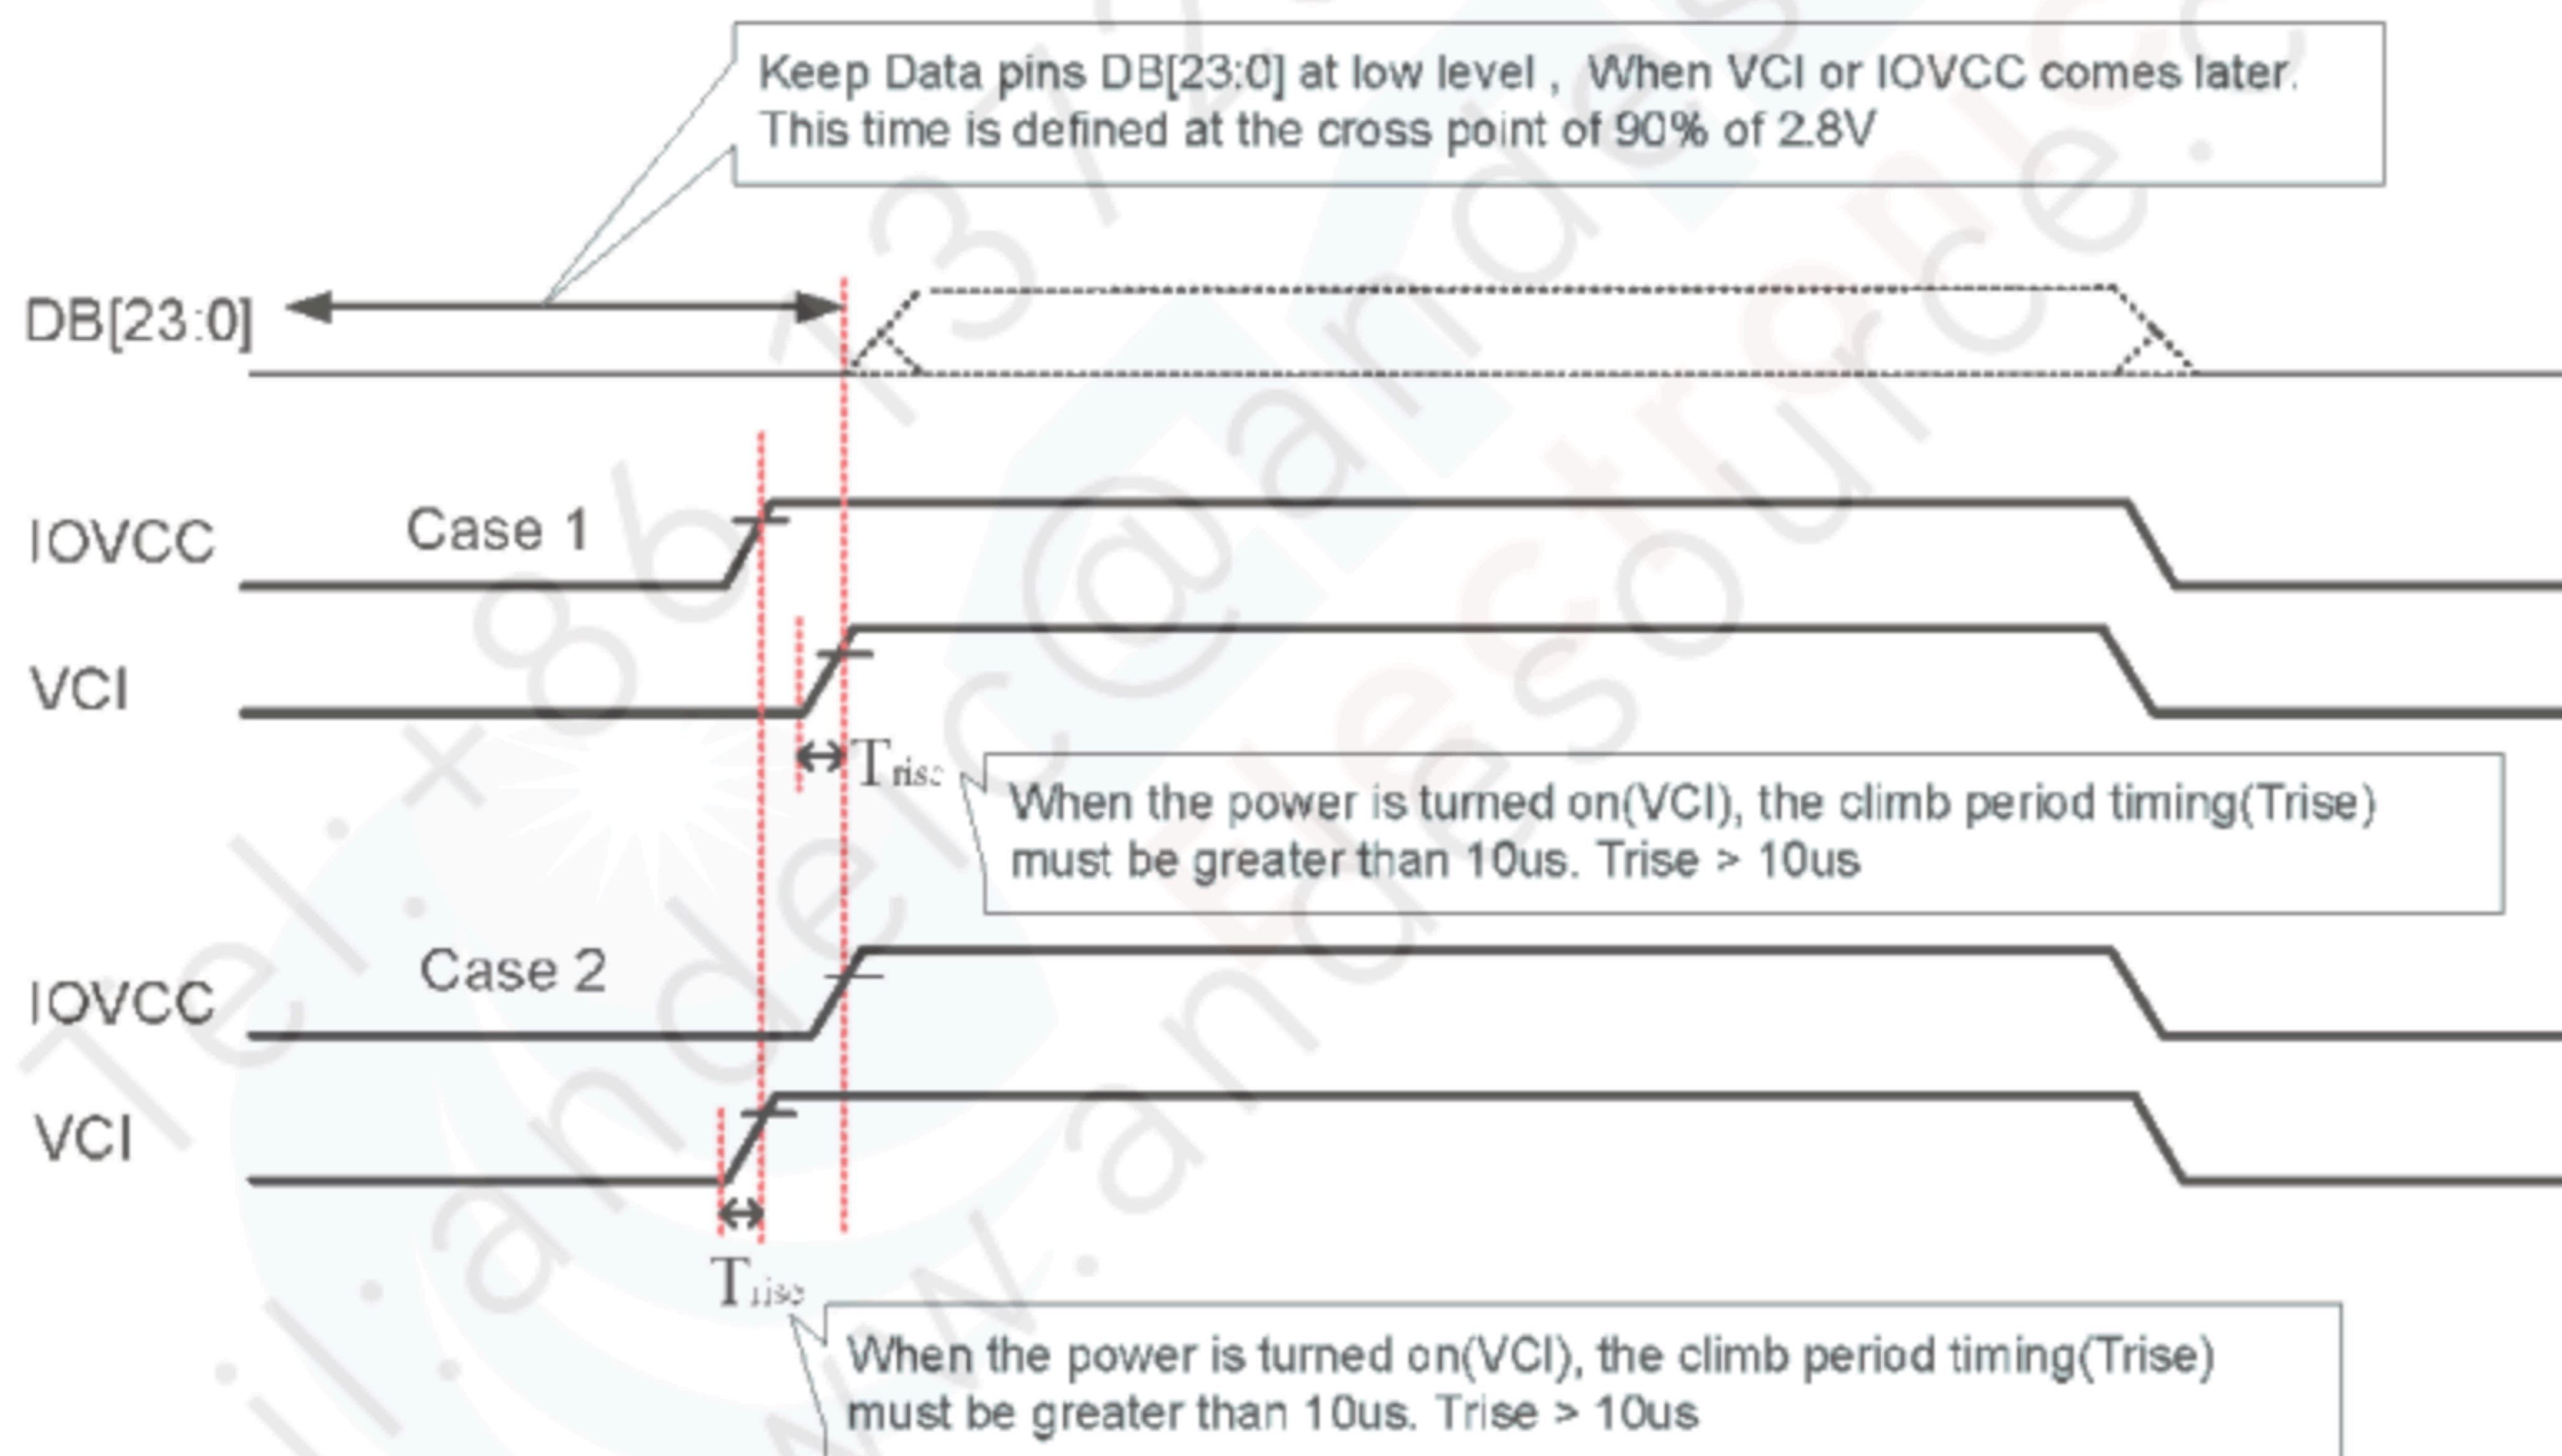 Keep Data pins DB[23:0] at low level , When VCI or IOVCC comes later.
This time is defined at the cross point of 90% of 2.8V
DB[23:0]
IOVCC
Case 1
VCI
Trise
When the power is turned on(VCI), the climb period timing(Trise)
must be greater than 10us. Trise > 10us
Case 2
IOVCC
VCI
Trise
When the power is turned on(VCI), the climb period timing(Trise)
must be greater than 10us. Trise > 10us